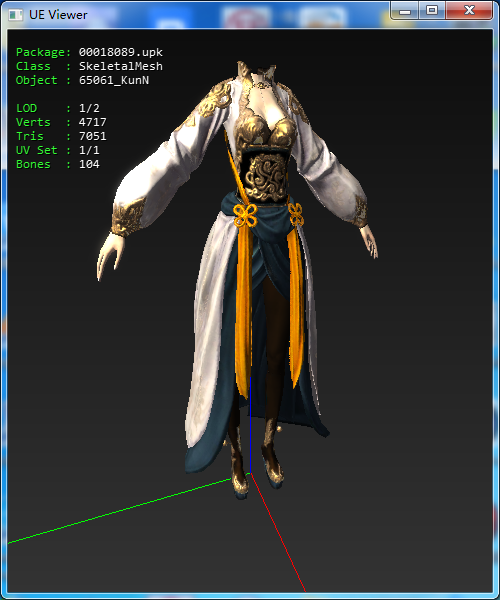 UE Viewer
Package: 00018089.upk
Class : SkeletalMesh
Object : 65061_KunN
LOD : 1/2
Verts : 4717
Tris : 7051
UV Set : 1/1
Bones : 104